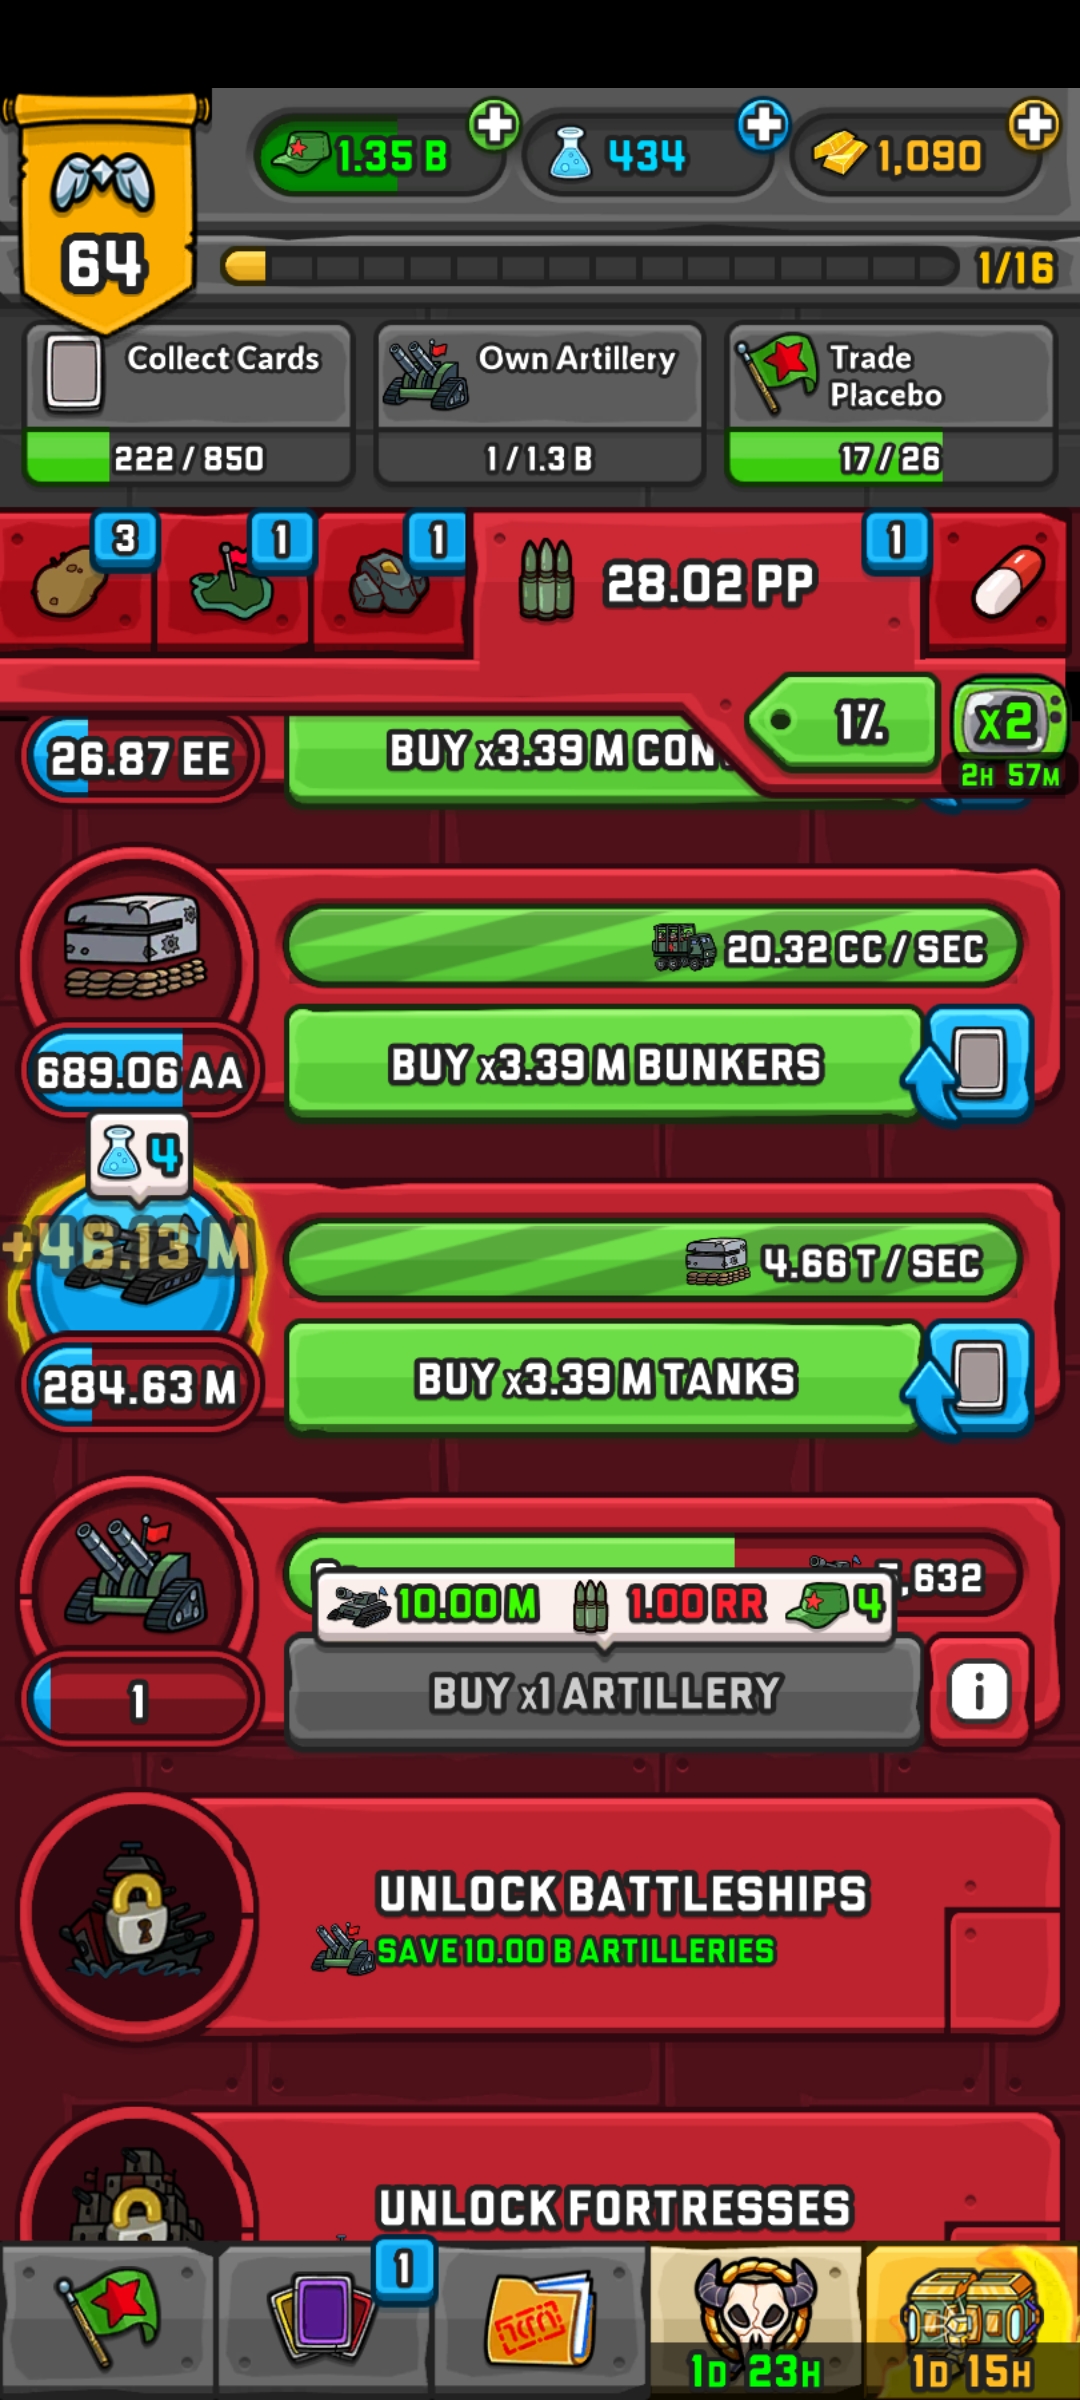 1.35 B
434
1,090
64
1/16
Collect Cards
Own Artillery
Trade
Placebo
222 / 850
1 / 1.3 B
17 / 26
3
1
1
28.02 PP
1
1%
x2
2H 57M
26.87 EE
BUY x3.39 M CON
20.32 CC / SEC
689.06 AA
BUY x3.39 M BUNKERS
4
+46.13 M
4.66 T / SEC
284.63 M
BUY x3.39 M TANKS
,632
10.00 M 1.00 RR 4
1
BUY x1 ARTILLERY
i
UNLOCK BATTLESHIPS
SAVE 10.00 B ARTILLERIES
UNLOCK FORTRESSES
1
1D 23H
1D 15H